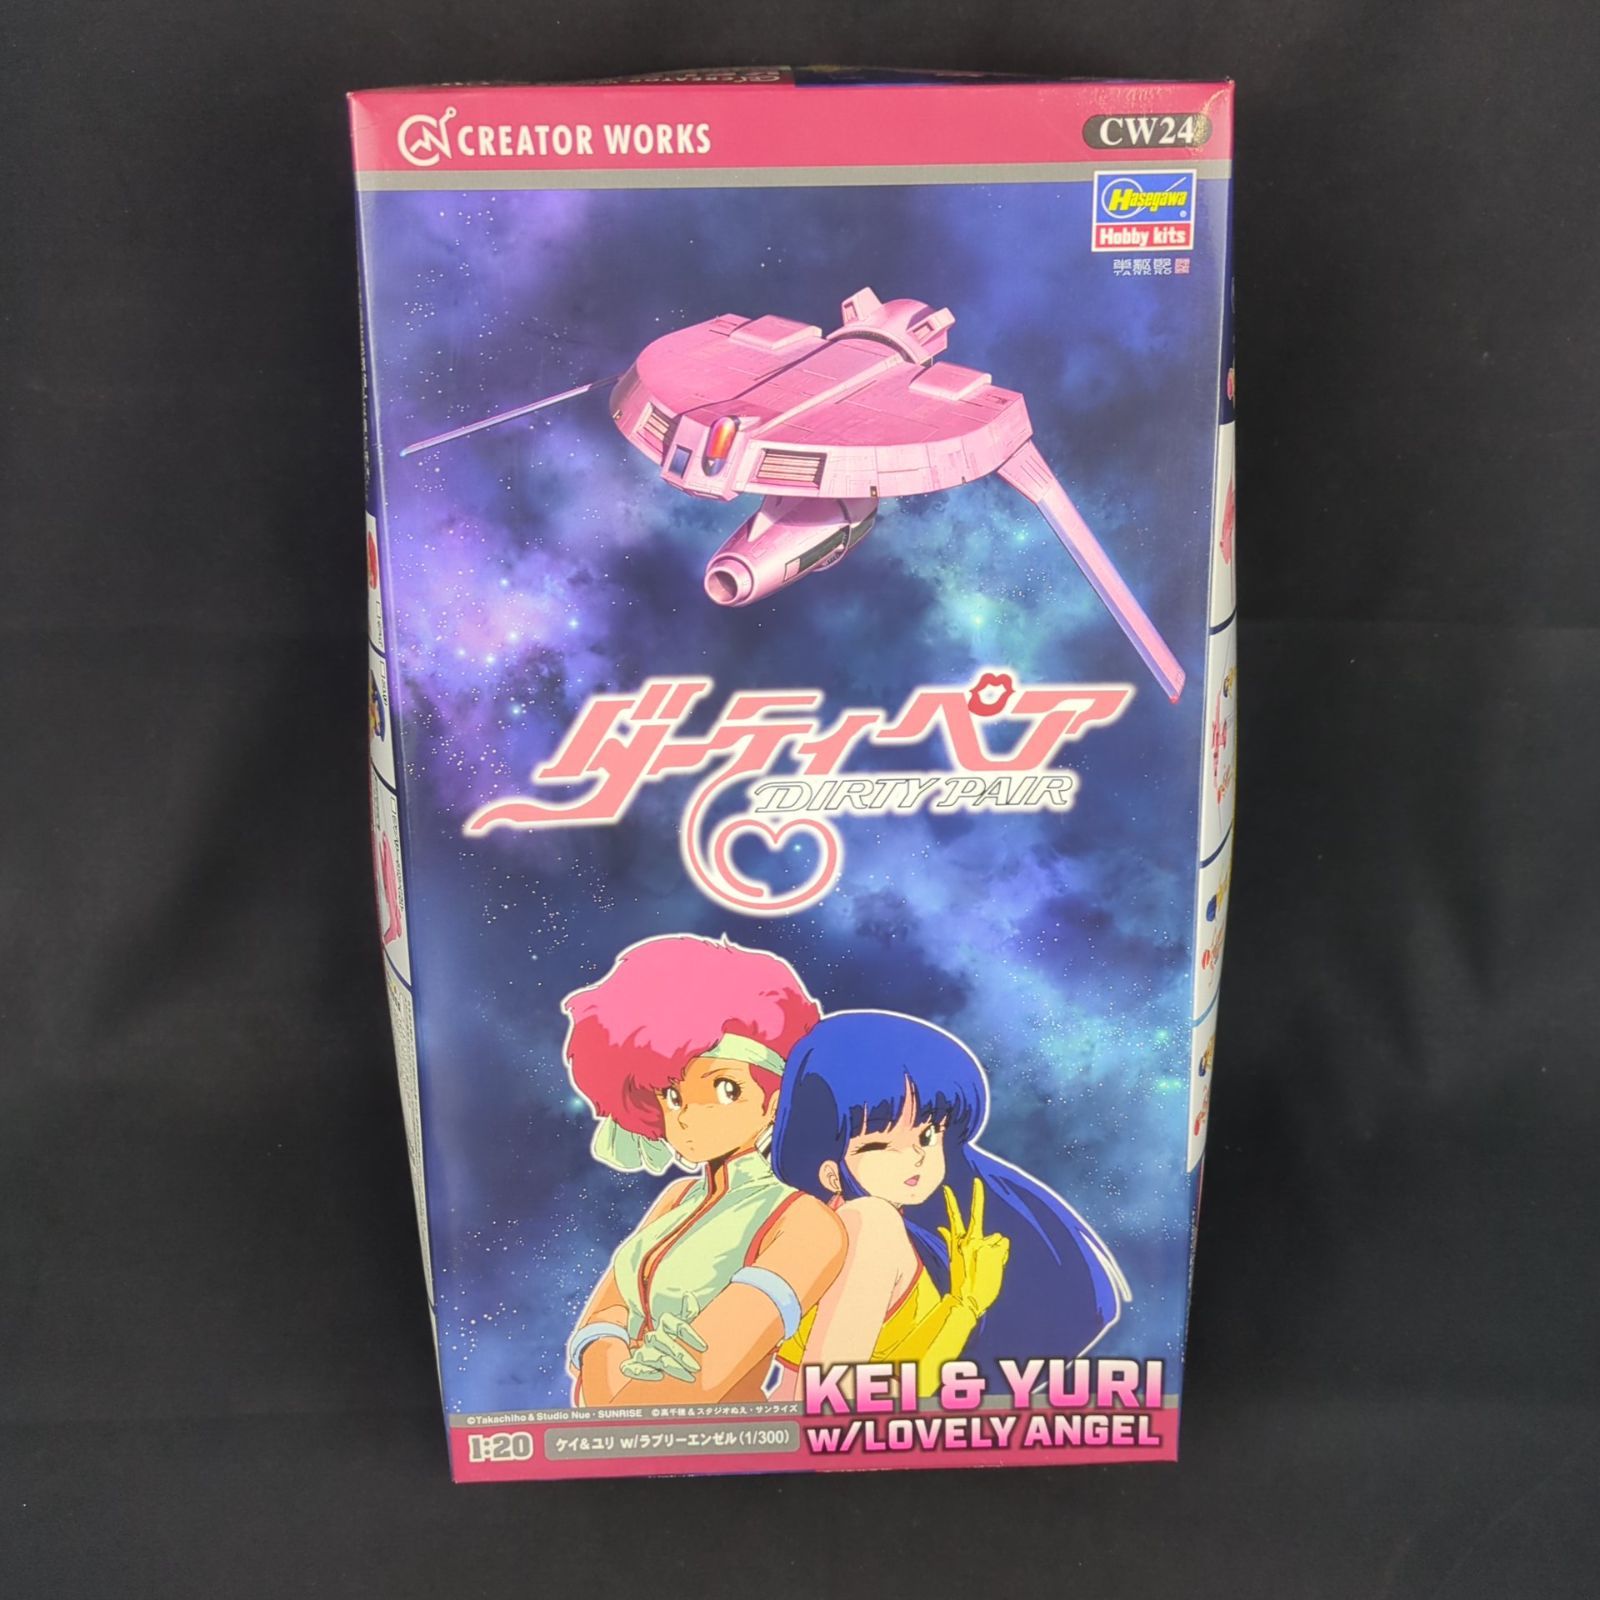 CREATOR WORKS
CW24
Hasegawa
Hobby kits
TANKRO
ダーティペア
DIRTY PAIR
KEI & YURI
W/LOVELY ANGEL
©Takachiho & Studio Nue・SUNRISE ©高千穂&スタジオぬえ・サンライズ
1:20
ケイ&ユリ w/ラブリーエンゼル(1/300)